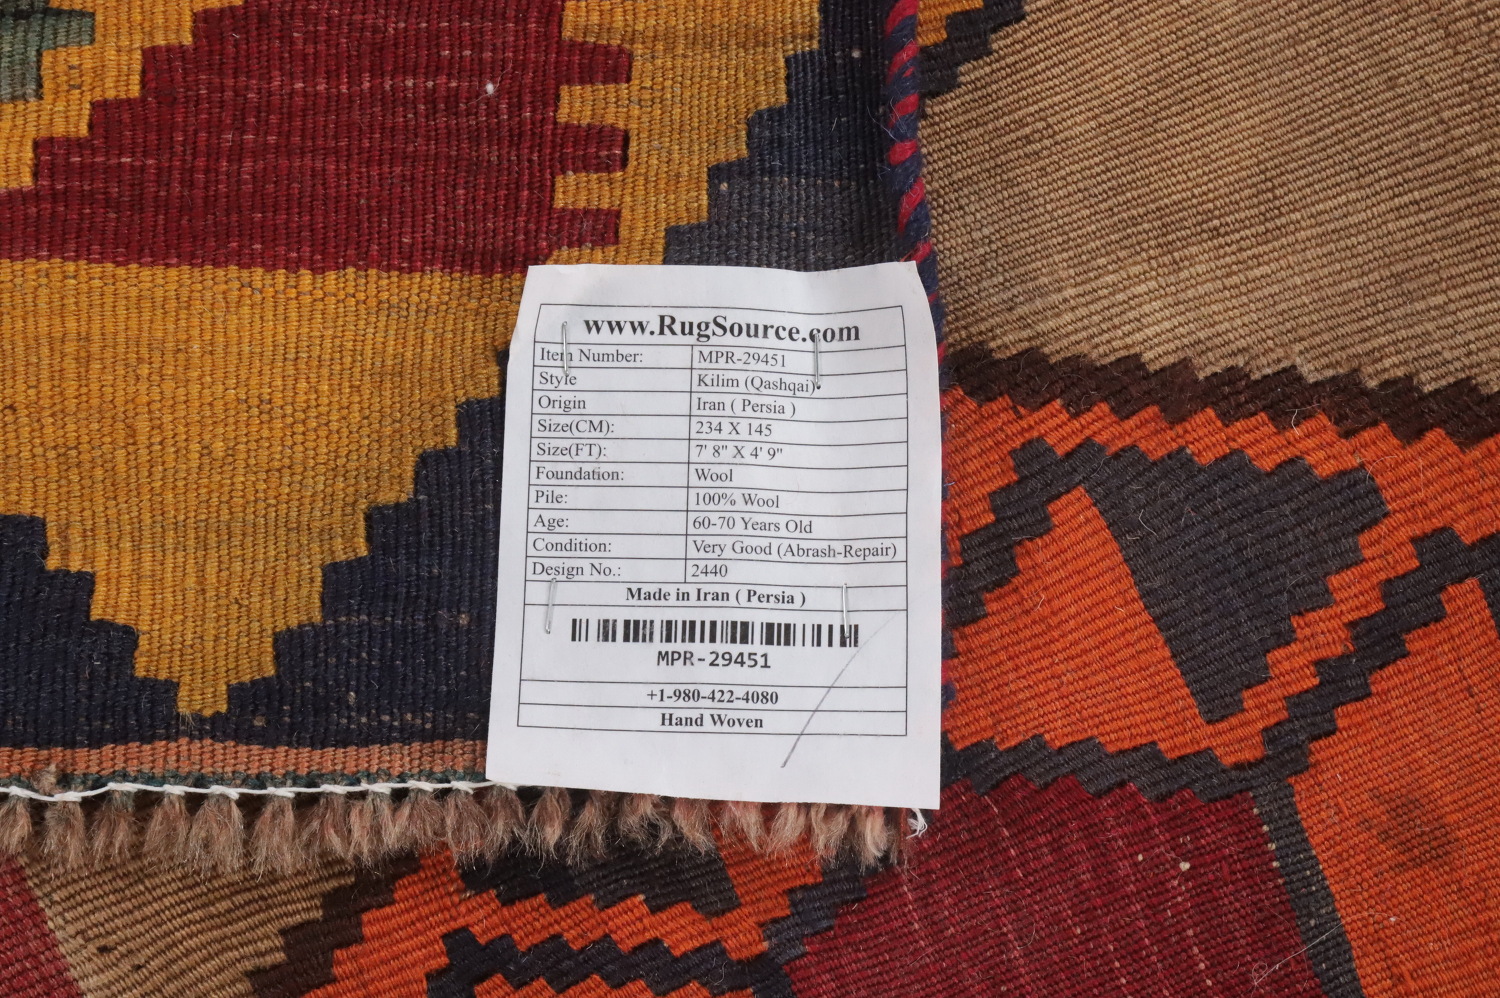 www.RugSource.com
Item Number: MPR-29451
Style Kilim (Qashqai)
Origin Iran ( Persia )
Size(CM): 234 X 145
Size(FT): 7' 8" X 4' 9"
Foundation: Wool
Pile: 100% Wool
Age: 60-70 Years Old
Condition: Very Good (Abrash-Repair)
Design No.: 2440
Made in Iran ( Persia )
MPR-29451
+1-980-422-4080
Hand Woven